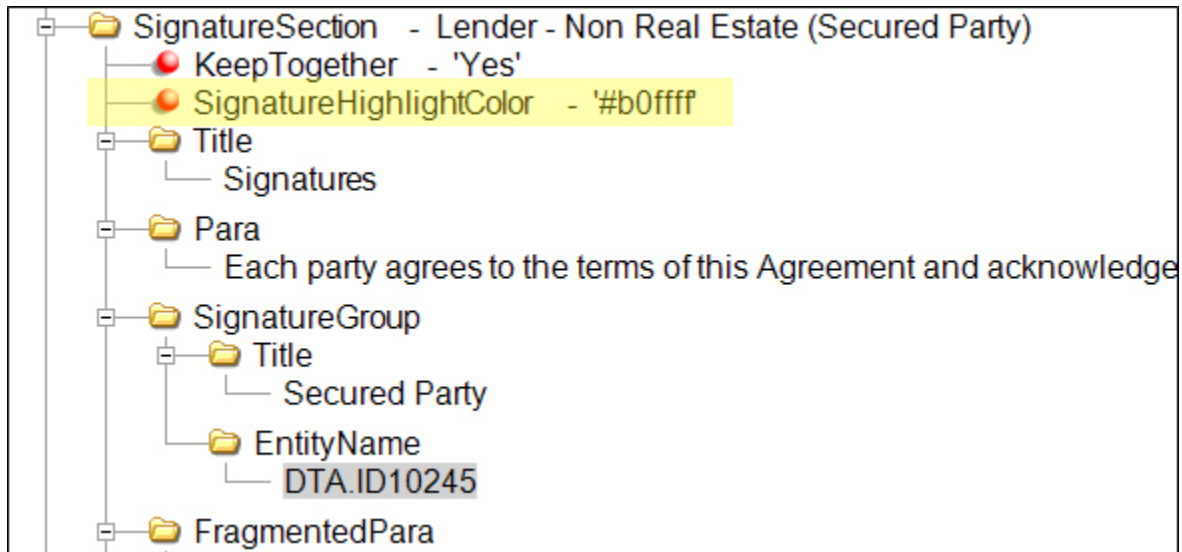 SignatureSection - Lender - Non Real Estate (Secured Party)
KeepTogether - 'Yes'
SignatureHighlightColor - '#b0ffff'
Title
Signatures
Para
Each party agrees to the terms of this Agreement and acknowledge
SignatureGroup
Title
Secured Party
EntityName
DTA.ID10245
FragmentedPara